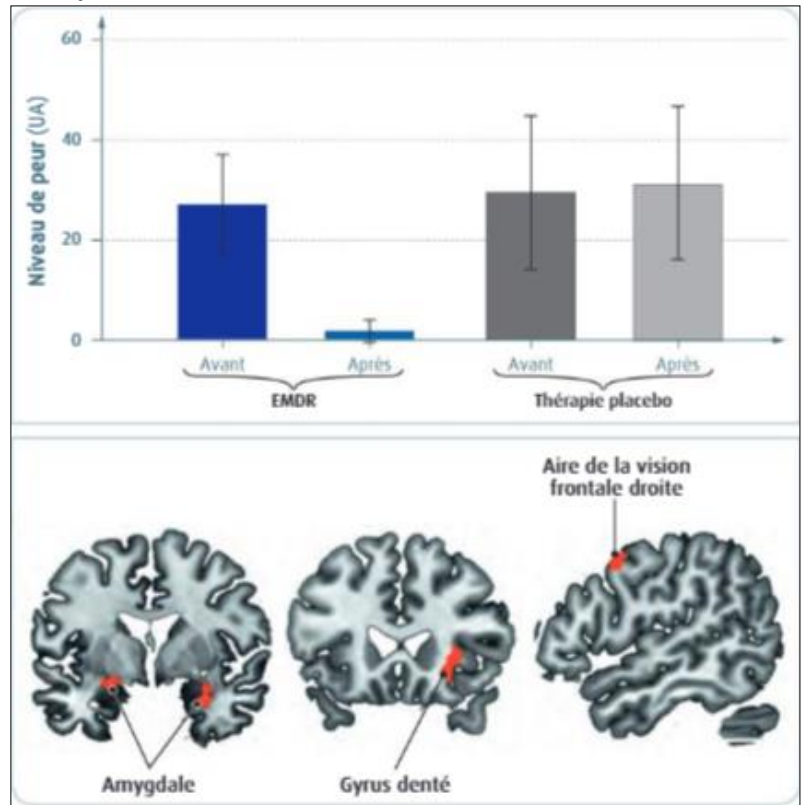 60
40
20
0
Niveau de peur (UA)
Avant
Après
Avant
Après
EMDR
Thérapie placebo
Aire de la vision
frontale droite
Amygdale
Gyrus denté